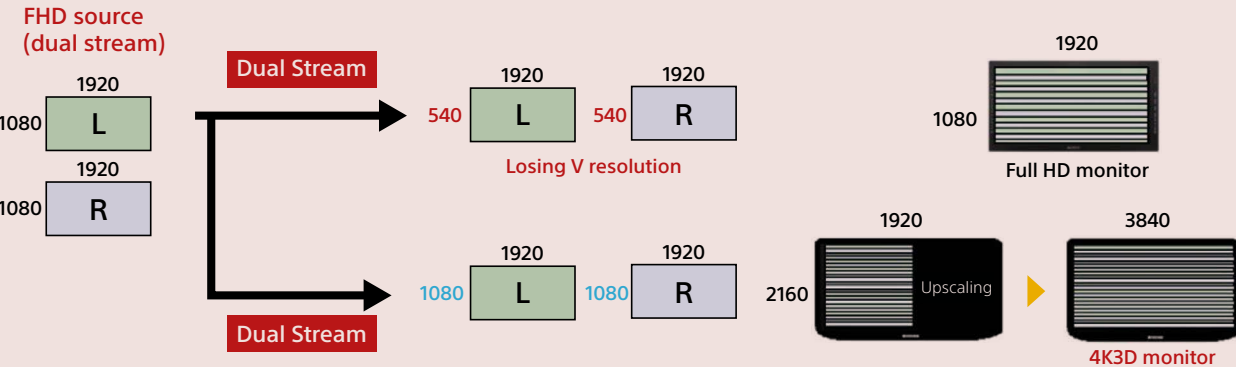 FHD source
(dual stream)
1920
1080
L
1920
1080
R
Dual Stream
1920
540
L
1920
540
R
Losing V resolution
1920
1080
Full HD monitor
Dual Stream
1920
1080
L
1920
1080
R
1920
2160
Upscaling
3840
4K3D monitor